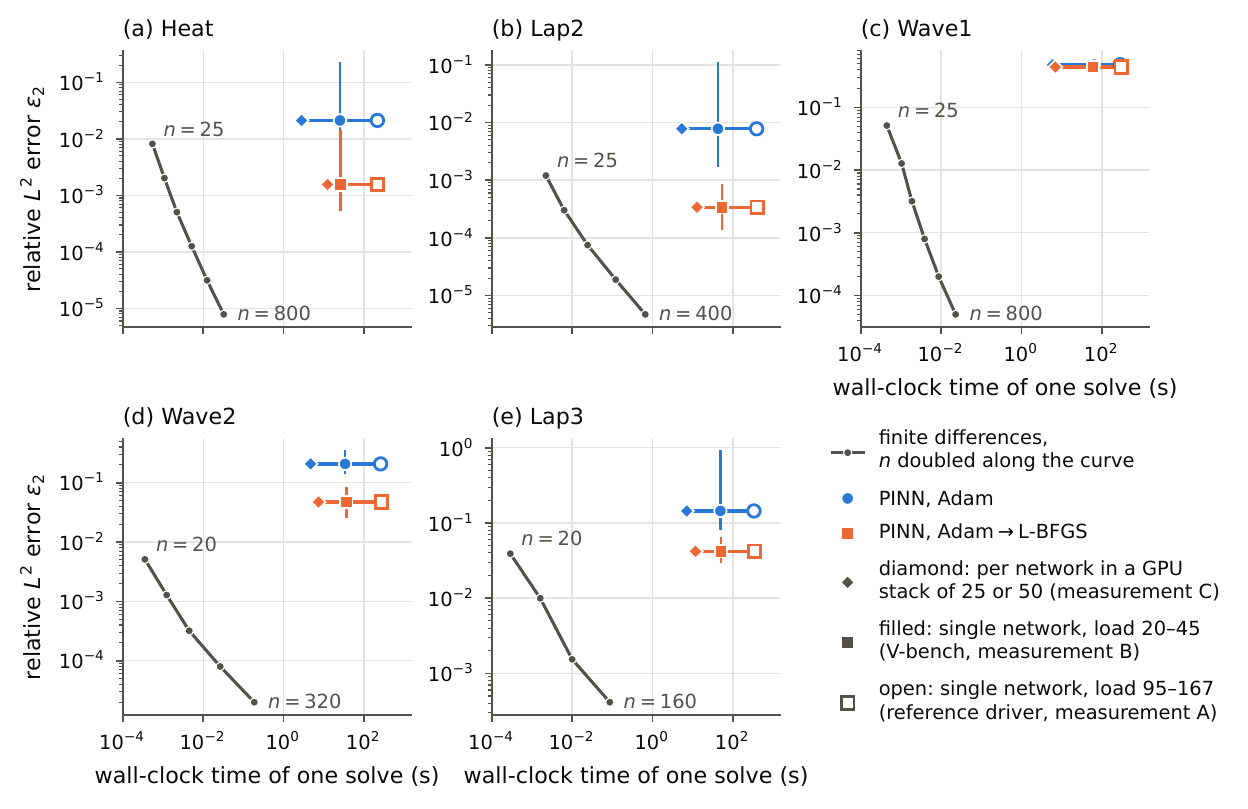 (a) Heat
(b) Lap2
(c) Wave1
relative L² error ε₂
10⁻¹
10⁻²
10⁻³
10⁻⁴
10⁻⁵
n = 25
n = 800
10⁻¹
10⁻²
10⁻³
10⁻⁴
10⁻⁵
n = 25
n = 400
10⁻¹
10⁻²
10⁻³
10⁻⁴
n = 25
n = 800
10⁻⁴ 10⁻² 10⁰ 10²
wall-clock time of one solve (s)
(d) Wave2
(e) Lap3
relative L² error ε₂
10⁻¹
10⁻²
10⁻³
10⁻⁴
n = 20
n = 320
10⁻⁴ 10⁻² 10⁰ 10²
wall-clock time of one solve (s)
10⁰
10⁻¹
10⁻²
10⁻³
n = 20
n = 160
10⁻⁴ 10⁻² 10⁰ 10²
wall-clock time of one solve (s)
finite differences,
n doubled along the curve
PINN, Adam
PINN, Adam → L-BFGS
diamond: per network in a GPU
stack of 25 or 50 (measurement C)
filled: single network, load 20–45
(V-bench, measurement B)
open: single network, load 95–167
(reference driver, measurement A)